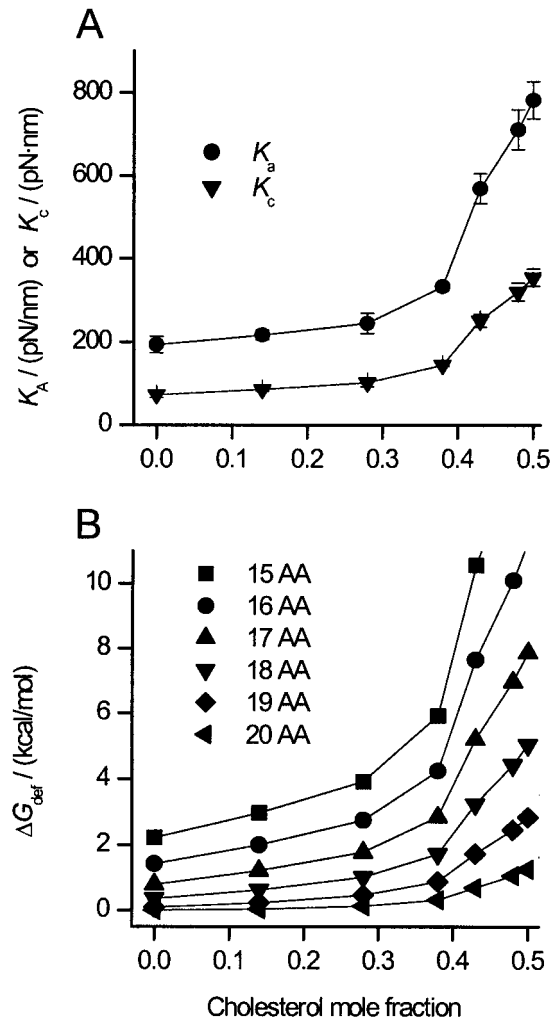 A
K_A / (pN/nm) or K_c / (pN·nm)
800
600
400
200
0
K_a
K_c
0.0 0.1 0.2 0.3 0.4 0.5
B
ΔG_def / (kcal/mol)
10
8
6
4
2
0
15 AA
16 AA
17 AA
18 AA
19 AA
20 AA
0.0 0.1 0.2 0.3 0.4 0.5
Cholesterol mole fraction